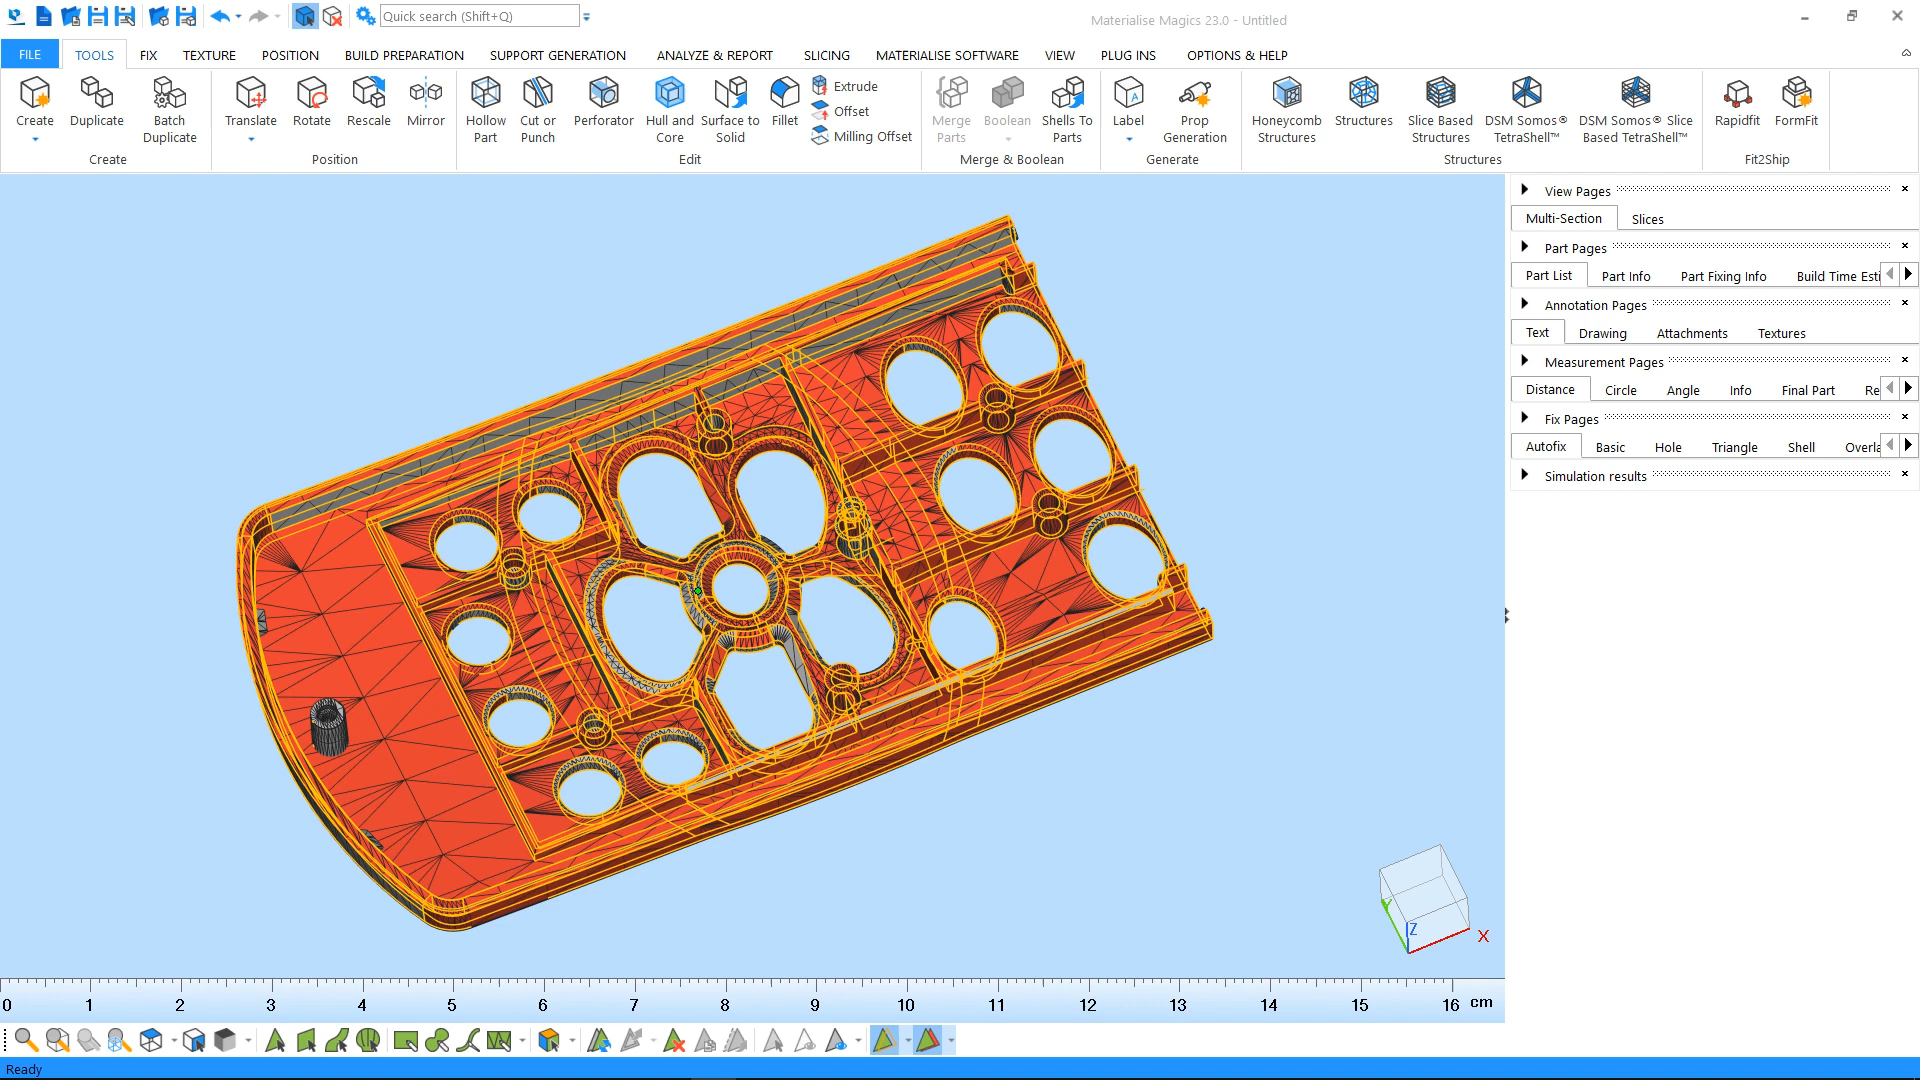 Quick search (Shift+Q)
Materialise Magics 23.0 - Untitled
FILE TOOLS FIX TEXTURE POSITION BUILD PREPARATION SUPPORT GENERATION ANALYZE & REPORT SLICING MATERIALISE SOFTWARE VIEW PLUG INS OPTIONS & HELP
Create
Duplicate
Batch
Duplicate
Create
Translate
Rotate
Rescale
Mirror
Position
Hollow
Part
Cut or
Punch
Perforator
Hull and
Core
Surface to
Solid
Fillet
Extrude
Offset
Milling Offset
Edit
Merge
Parts
Boolean
Shells To
Parts
Merge & Boolean
Label
Prop
Generation
Generate
Honeycomb
Structures
Structures
Slice Based
Structures
DSM Somos®
TetraShell™
DSM Somos® Slice
Based TetraShell™
Structures
Rapidfit
FormFit
Fit2Ship
View Pages
Multi-Section Slices
Part Pages
Part List Part Info Part Fixing Info Build Time Esti
Annotation Pages
Text Drawing Attachments Textures
Measurement Pages
Distance Circle Angle Info Final Part Re
Fix Pages
Autofix Basic Hole Triangle Shell Overla
Simulation results
Y
Z
X
0 1 2 3 4 5 6 7 8 9 10 11 12 13 14 15 16 cm
Ready